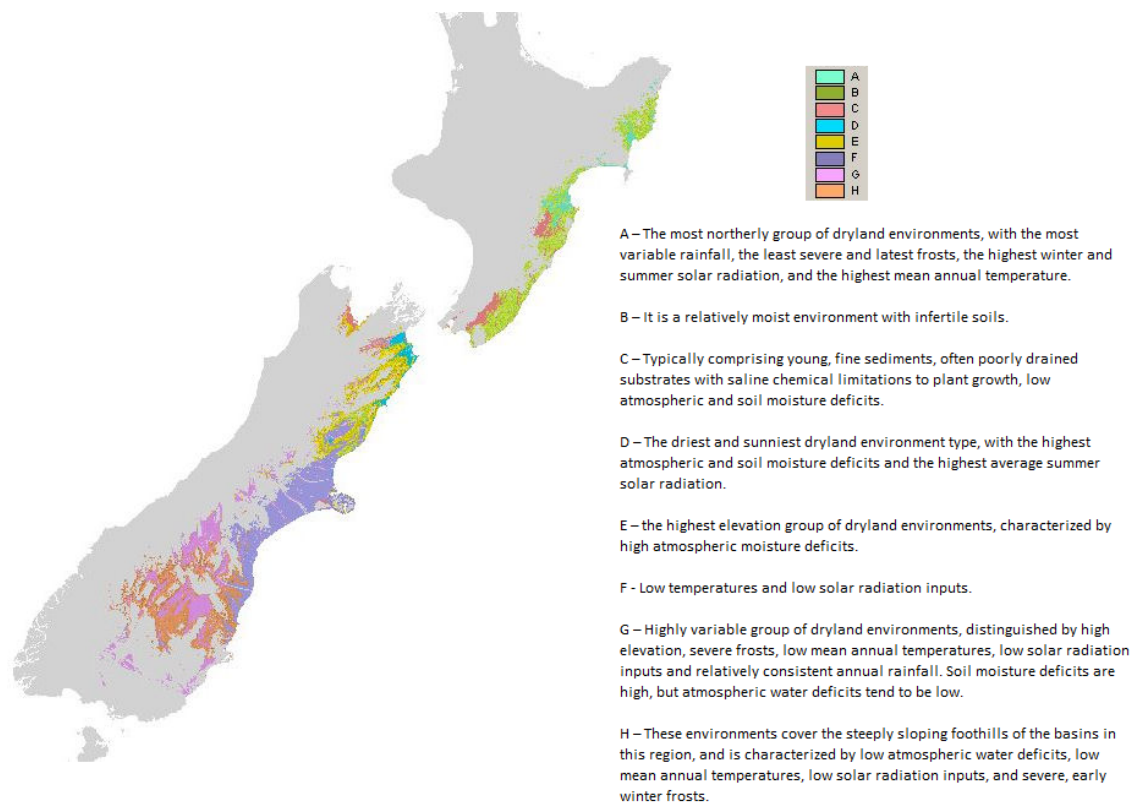 A
B
C
D
E
F
G
H
A – The most northerly group of dryland environments, with the most
variable rainfall, the least severe and latest frosts, the highest winter and
summer solar radiation, and the highest mean annual temperature.
B – It is a relatively moist environment with infertile soils.
C – Typically comprising young, fine sediments, often poorly drained
substrates with saline chemical limitations to plant growth, low
atmospheric and soil moisture deficits.
D – The driest and sunniest dryland environment type, with the highest
atmospheric and soil moisture deficits and the highest average summer
solar radiation.
E – the highest elevation group of dryland environments, characterized by
high atmospheric moisture deficits.
F - Low temperatures and low solar radiation inputs.
G – Highly variable group of dryland environments, distinguished by high
elevation, severe frosts, low mean annual temperatures, low solar radiation
inputs and relatively consistent annual rainfall. Soil moisture deficits are
high, but atmospheric water deficits tend to be low.
H – These environments cover the steeply sloping foothills of the basins in
this region, and is characterized by low atmospheric water deficits, low
mean annual temperatures, low solar radiation inputs, and severe, early
winter frosts.